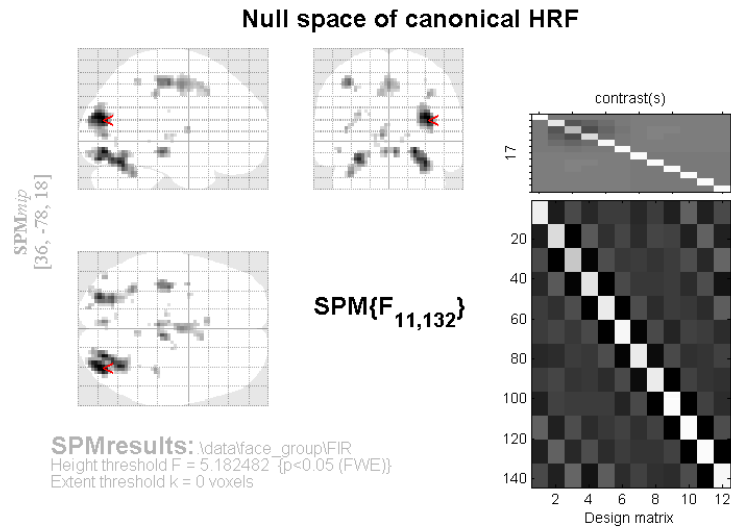 Null space of canonical HRF
contrast(s)
17
SPMmip
[36, -78, 18]
SPM{F11,132}
20
40
60
80
100
120
140
2 4 6 8 10 12
Design matrix
SPMresults: .\data\face_group\FIR
Height threshold F = 5.182482 {p<0.05 (FWE)}
Extent threshold k = 0 voxels